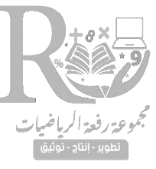 مجموعة رفعة الرياضيات
تطوير - إنتاج - توثيق